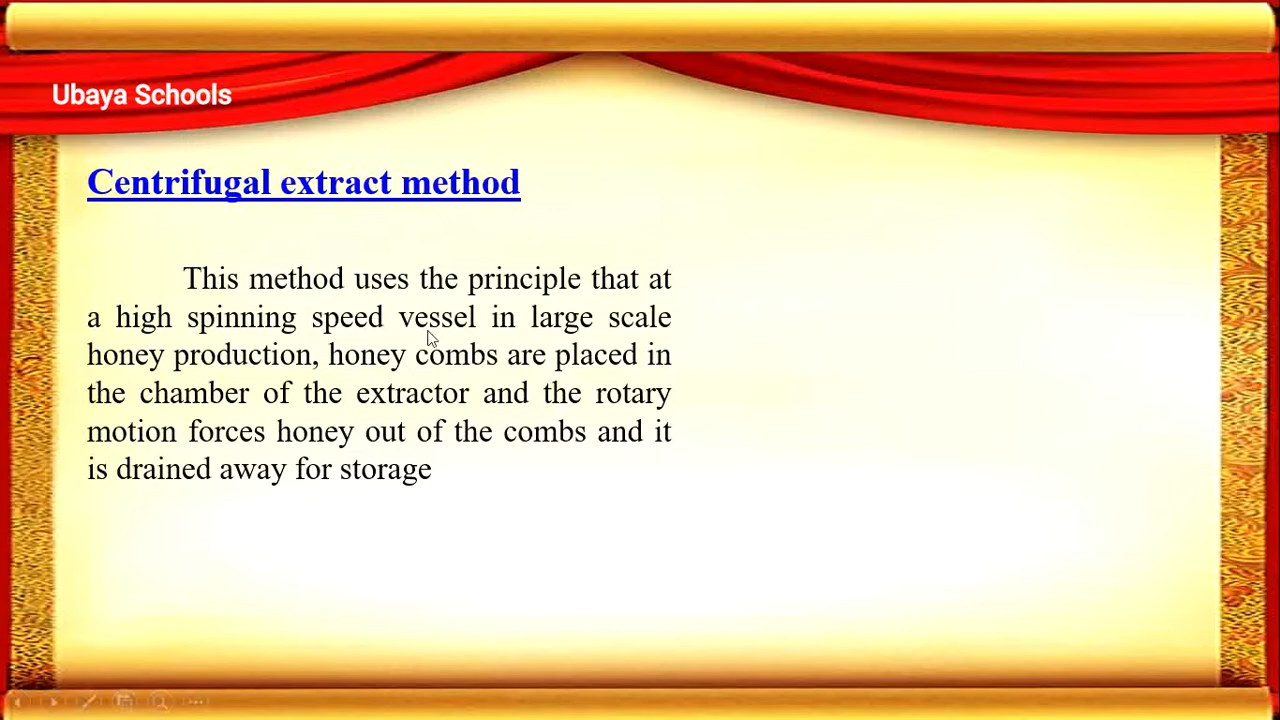 Ubaya Schools
Centrifugal extract method
This method uses the principle that at
a high spinning speed vessel in large scale
honey production, honey combs are placed in
the chamber of the extractor and the rotary
motion forces honey out of the combs and it
is drained away for storage